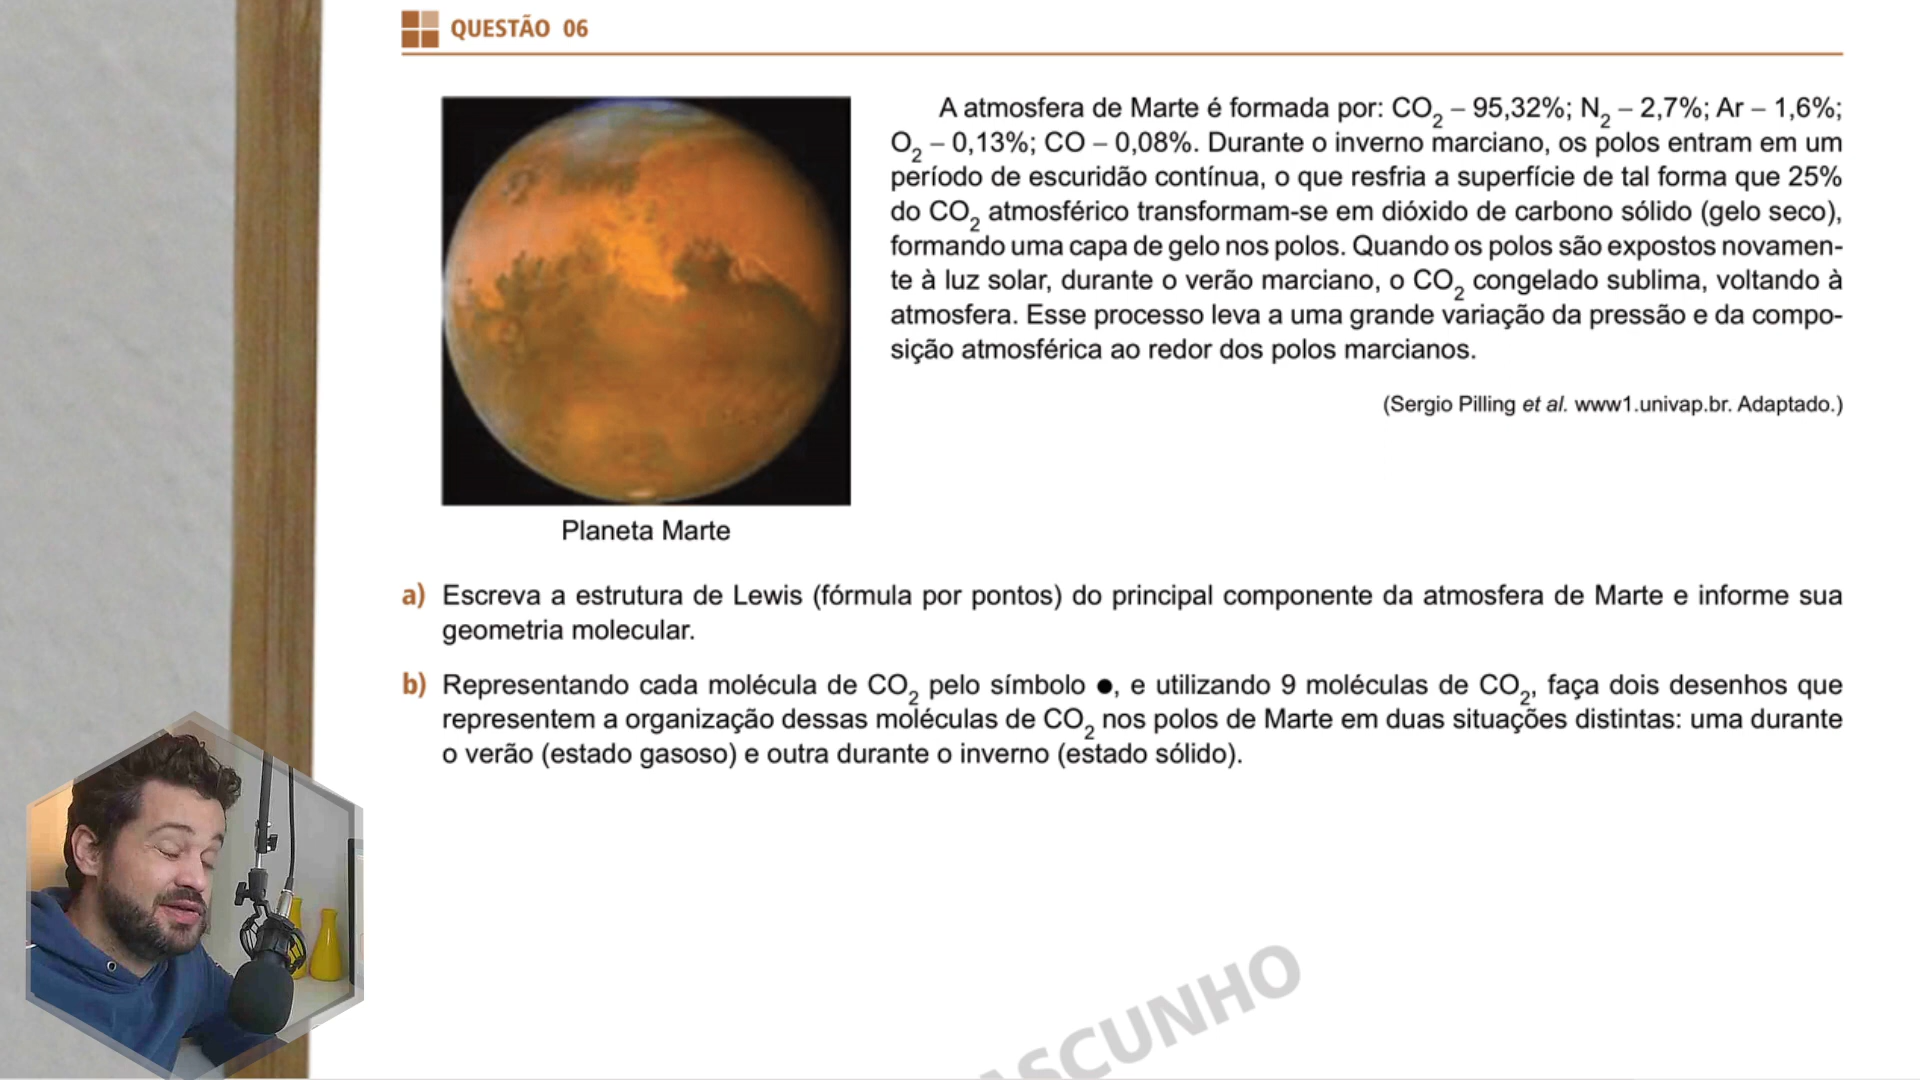 QUESTÃO 06
A atmosfera de Marte é formada por: CO₂ – 95,32%; N₂ – 2,7%; Ar – 1,6%;
O₂ – 0,13%; CO – 0,08%. Durante o inverno marciano, os polos entram em um
período de escuridão contínua, o que resfria a superfície de tal forma que 25%
do CO₂ atmosférico transformam-se em dióxido de carbono sólido (gelo seco),
formando uma capa de gelo nos polos. Quando os polos são expostos novamen-
te à luz solar, durante o verão marciano, o CO₂ congelado sublima, voltando à
atmosfera. Esse processo leva a uma grande variação da pressão e da compo-
sição atmosférica ao redor dos polos marcianos.
(Sergio Pilling et al. www1.univap.br. Adaptado.)
Planeta Marte
a) Escreva a estrutura de Lewis (fórmula por pontos) do principal componente da atmosfera de Marte e informe sua
geometria molecular.
b) Representando cada molécula de CO₂ pelo símbolo ●, e utilizando 9 moléculas de CO₂, faça dois desenhos que
representem a organização dessas moléculas de CO₂ nos polos de Marte em duas situações distintas: uma durante
o verão (estado gasoso) e outra durante o inverno (estado sólido).
ASCUNHO